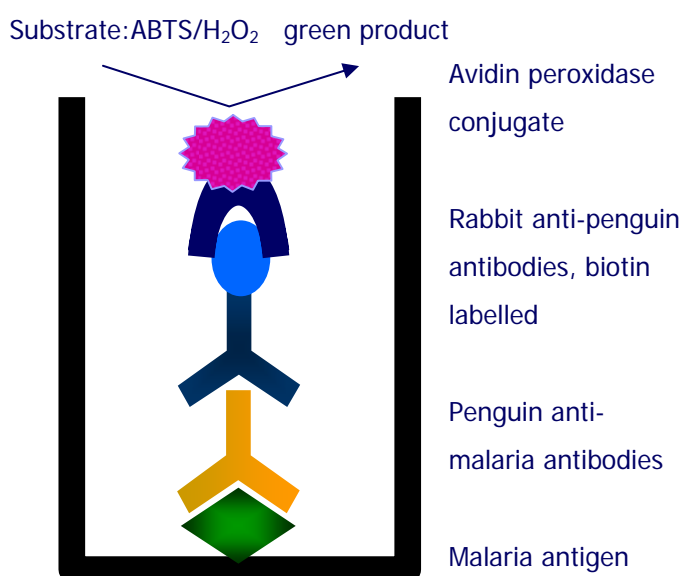 Substrate:ABTS/H₂O₂ green product
Avidin peroxidase
conjugate
Rabbit anti-penguin
antibodies, biotin
labelled
Penguin anti-
malaria antibodies
Malaria antigen